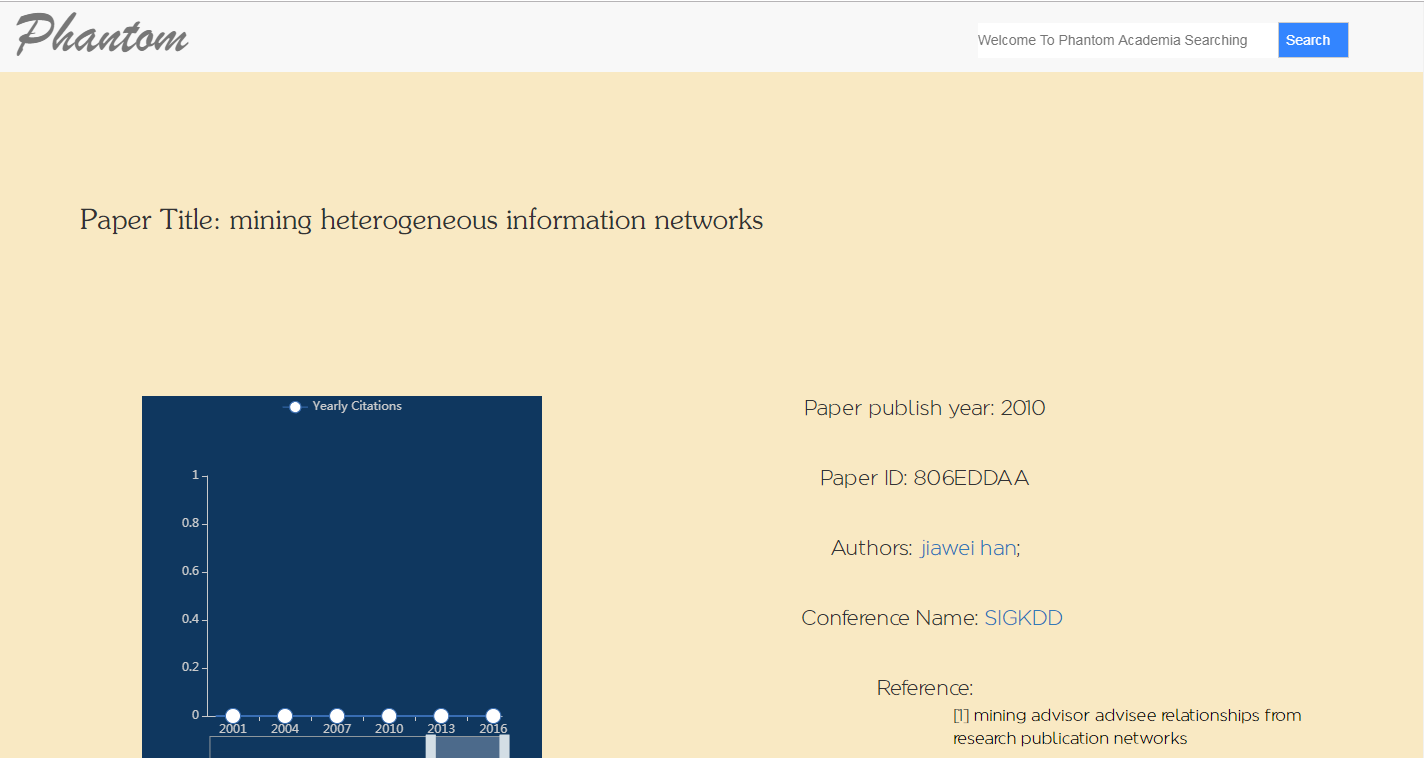 Phantom
Welcome To Phantom Academia Searching
Search
Paper Title: mining heterogeneous information networks
Yearly Citations
1
0.8
0.6
0.4
0.2
0
2001 2004 2007 2010 2013 2016
Paper publish year: 2010
Paper ID: 806EDDAA
Authors: jiawei han;
Conference Name: SIGKDD
Reference:
[1] mining advisor advisee relationships from
research publication networks